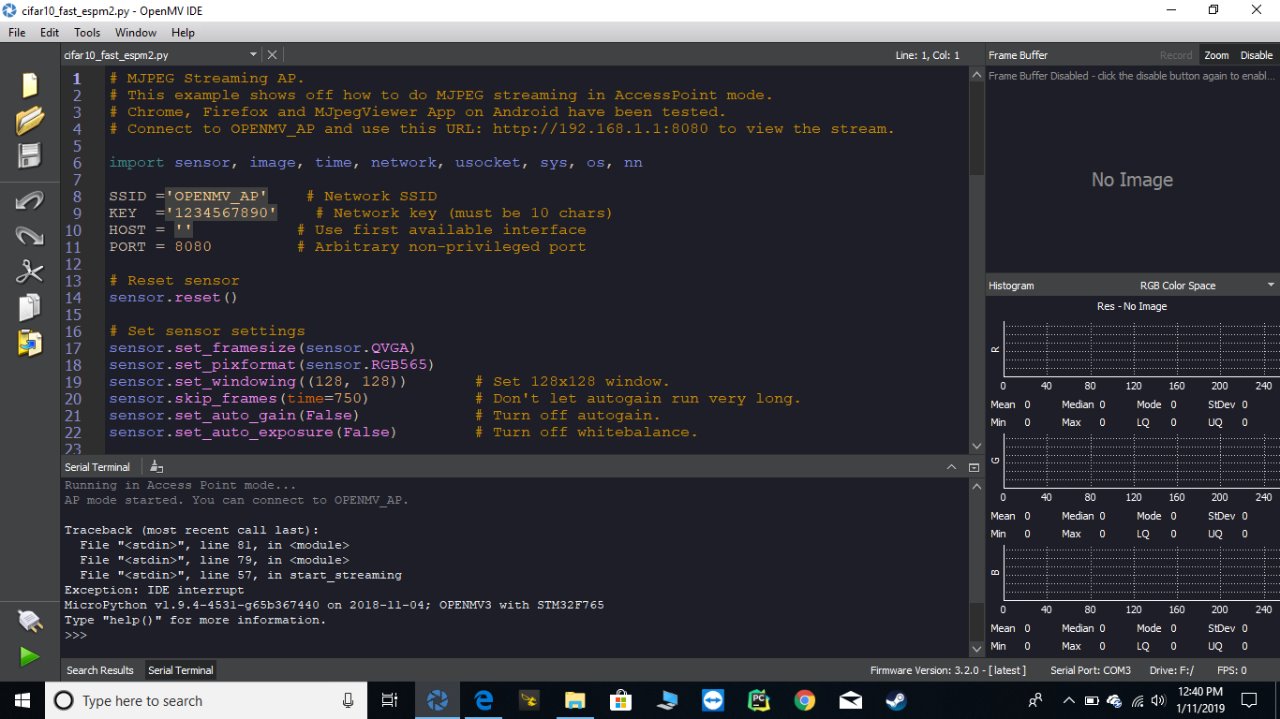 cifar10_fast_espm2.py - OpenMV IDE
File Edit Tools Window Help
cifar10_fast_espm2.py
Line: 1, Col: 1
1 # MJPEG Streaming AP.
2 # This example shows off how to do MJPEG streaming in AccessPoint mode.
3 # Chrome, Firefox and MJpegViewer App on Android have been tested.
4 # Connect to OPENMV_AP and use this URL: http://192.168.1.1:8080 to view the stream.
5
6 import sensor, image, time, network, usocket, sys, os, nn
7
8 SSID ='OPENMV_AP' # Network SSID
9 KEY ='1234567890' # Network key (must be 10 chars)
10 HOST = '' # Use first available interface
11 PORT = 8080 # Arbitrary non-privileged port
12
13 # Reset sensor
14 sensor.reset()
15
16 # Set sensor settings
17 sensor.set_framesize(sensor.QVGA)
18 sensor.set_pixformat(sensor.RGB565)
19 sensor.set_windowing((128, 128)) # Set 128x128 window.
20 sensor.skip_frames(time=750) # Don't let autogain run very long.
21 sensor.set_auto_gain(False) # Turn off autogain.
22 sensor.set_auto_exposure(False) # Turn off whitebalance.
23
Serial Terminal
Running in Access Point mode...
AP mode started. You can connect to OPENMV_AP.
Traceback (most recent call last):
File "<stdin>", line 81, in <module>
File "<stdin>", line 79, in <module>
File "<stdin>", line 57, in start_streaming
Exception: IDE interrupt
MicroPython v1.9.4-4531-g65b367440 on 2018-11-04; OPENMV3 with STM32F765
Type "help()" for more information.
>>>
Search Results Serial Terminal
Frame Buffer Record Zoom Disable
Frame Buffer Disabled - click the disable button again to enabl...
No Image
Histogram RGB Color Space
Res - No Image
R
0 40 80 120 160 200 240
Mean 0 Median 0 Mode 0 StDev 0
Min 0 Max 0 LQ 0 UQ 0
G
0 40 80 120 160 200 240
Mean 0 Median 0 Mode 0 StDev 0
Min 0 Max 0 LQ 0 UQ 0
B
0 40 80 120 160 200 240
Mean 0 Median 0 Mode 0 StDev 0
Min 0 Max 0 LQ 0 UQ 0
Firmware Version: 3.2.0 - [ latest ] Serial Port: COM3 Drive: F:/ FPS: 0
Type here to search
12:40 PM
1/11/2019